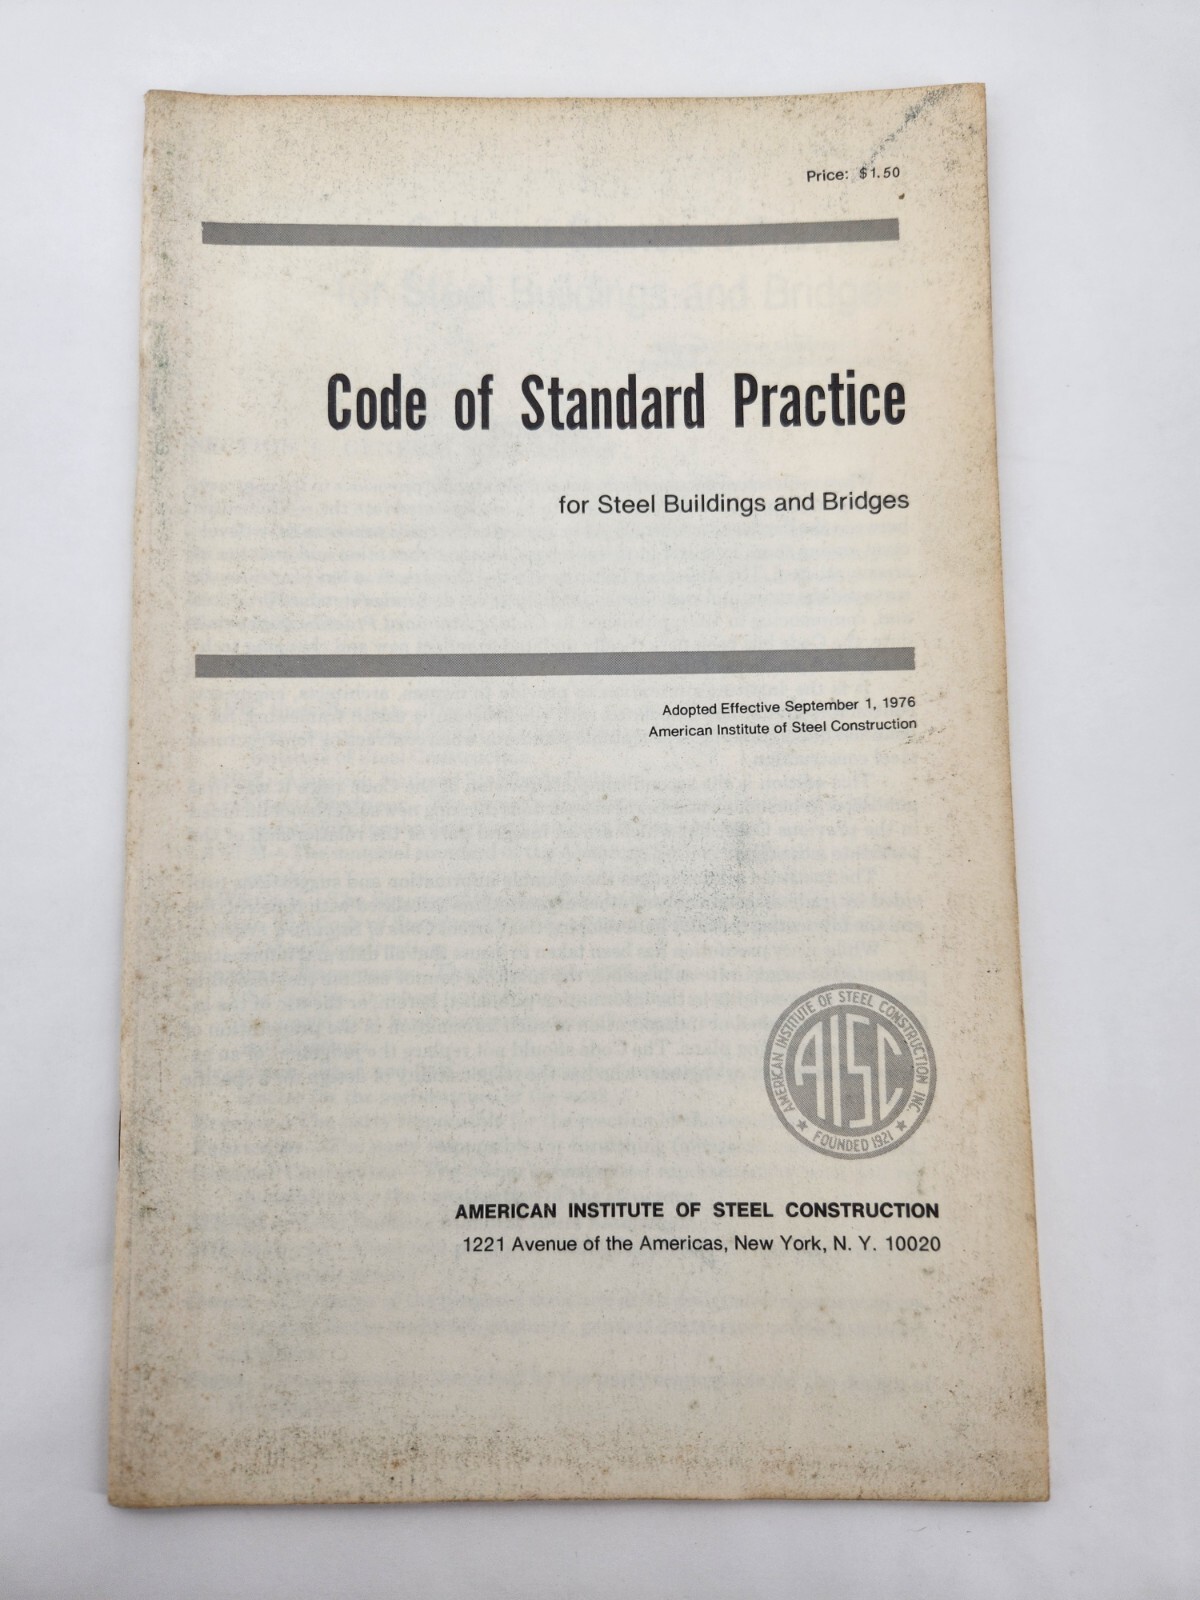 Price: $1.50
Code of Standard Practice
for Steel Buildings and Bridges
Adopted Effective September 1, 1976
American Institute of Steel Construction
AMERICAN INSTITUTE OF STEEL CONSTRUCTION INC.
AISC
★ FOUNDED 1921 ★
AMERICAN INSTITUTE OF STEEL CONSTRUCTION
1221 Avenue of the Americas, New York, N. Y. 10020